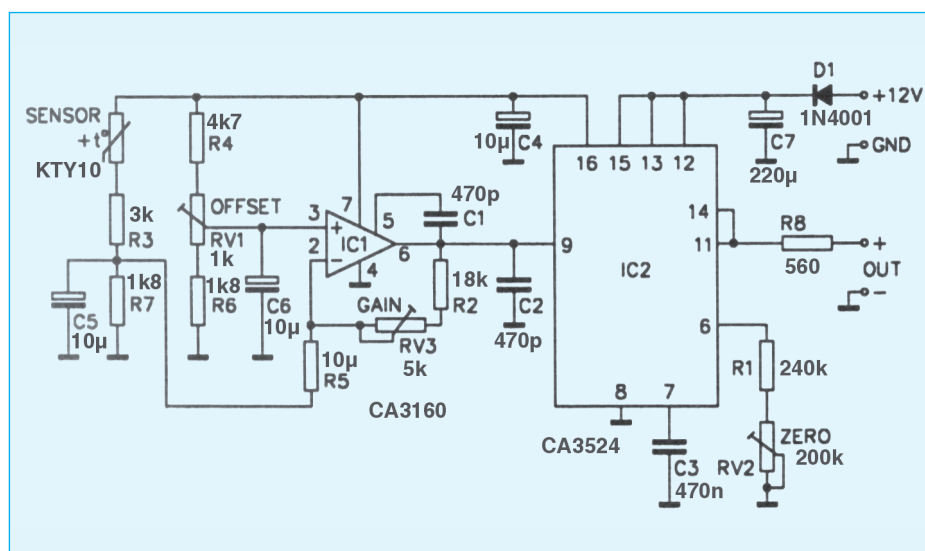 SENSOR
+t°
KTY10
4k7
R4
OFFSET
RV1
1k
3k
R3
1k8
R7
1k8
R6
C5
10µ
C6
10µ
3
2
7
5
6
4
+
–
IC1
470p
C1
10µ
C4
18k
R2
GAIN
RV3
5k
10µ
R5
CA3160
C2
470p
9
16
15
13
12
14
11
6
8
7
IC2
CA3524
C3
470n
D1
1N4001
+12V
GND
C7
220µ
R8
560
+
OUT
-
R1
240k
ZERO
RV2
200k